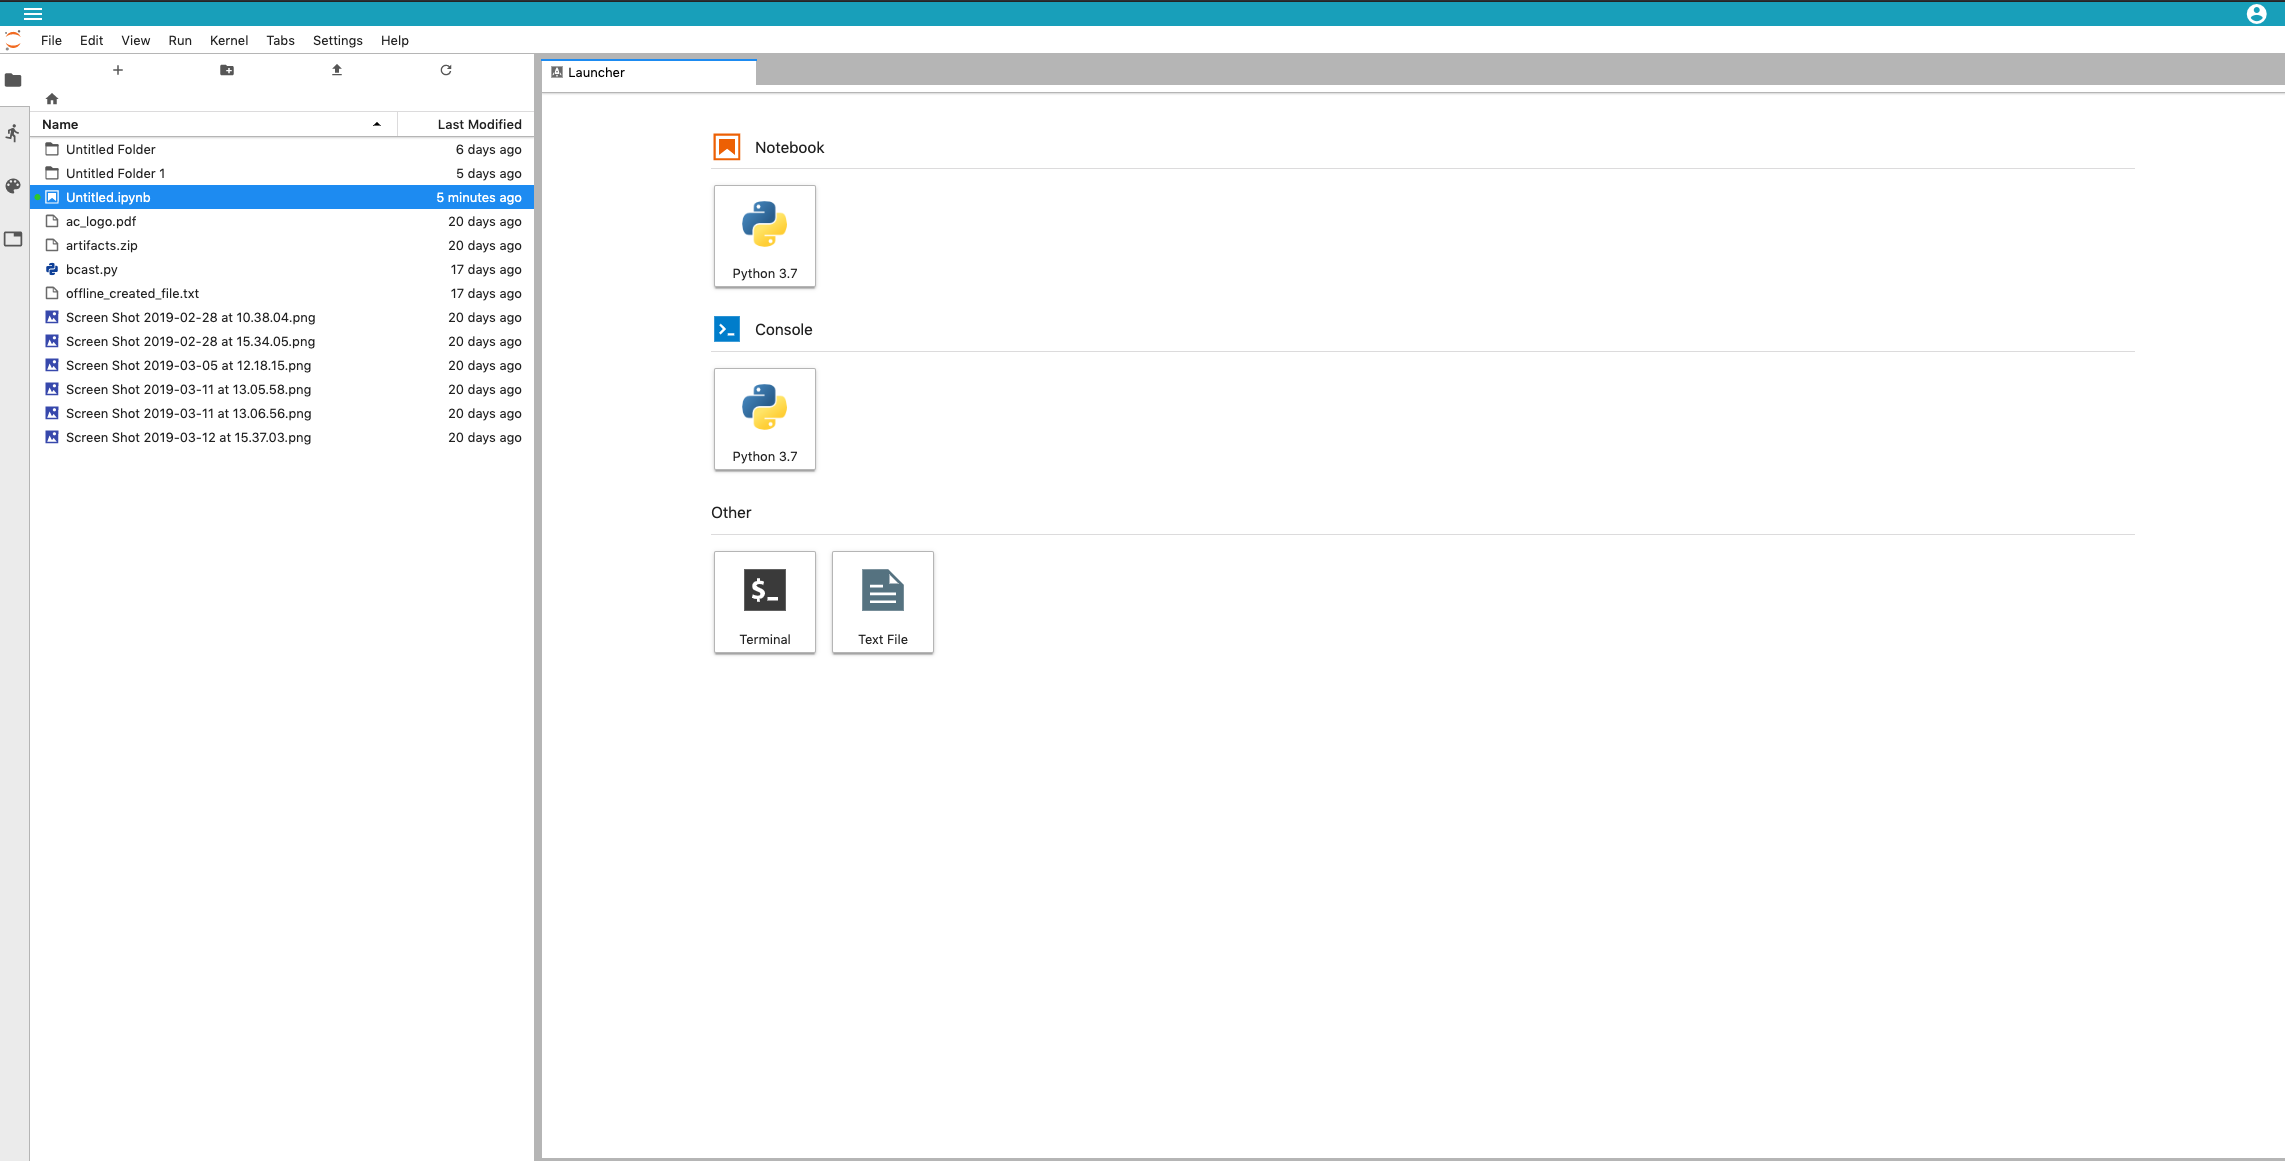 File Edit View Run Kernel Tabs Settings Help
Launcher
Name Last Modified
Untitled Folder 6 days ago
Untitled Folder 1 5 days ago
Untitled.ipynb 5 minutes ago
ac_logo.pdf 20 days ago
artifacts.zip 20 days ago
bcast.py 17 days ago
offline_created_file.txt 17 days ago
Screen Shot 2019-02-28 at 10.38.04.png 20 days ago
Screen Shot 2019-02-28 at 15.34.05.png 20 days ago
Screen Shot 2019-03-05 at 12.18.15.png 20 days ago
Screen Shot 2019-03-11 at 13.05.58.png 20 days ago
Screen Shot 2019-03-11 at 13.06.56.png 20 days ago
Screen Shot 2019-03-12 at 15.37.03.png 20 days ago
Notebook
Python 3.7
Console
Python 3.7
Other
$_
Terminal
Text File